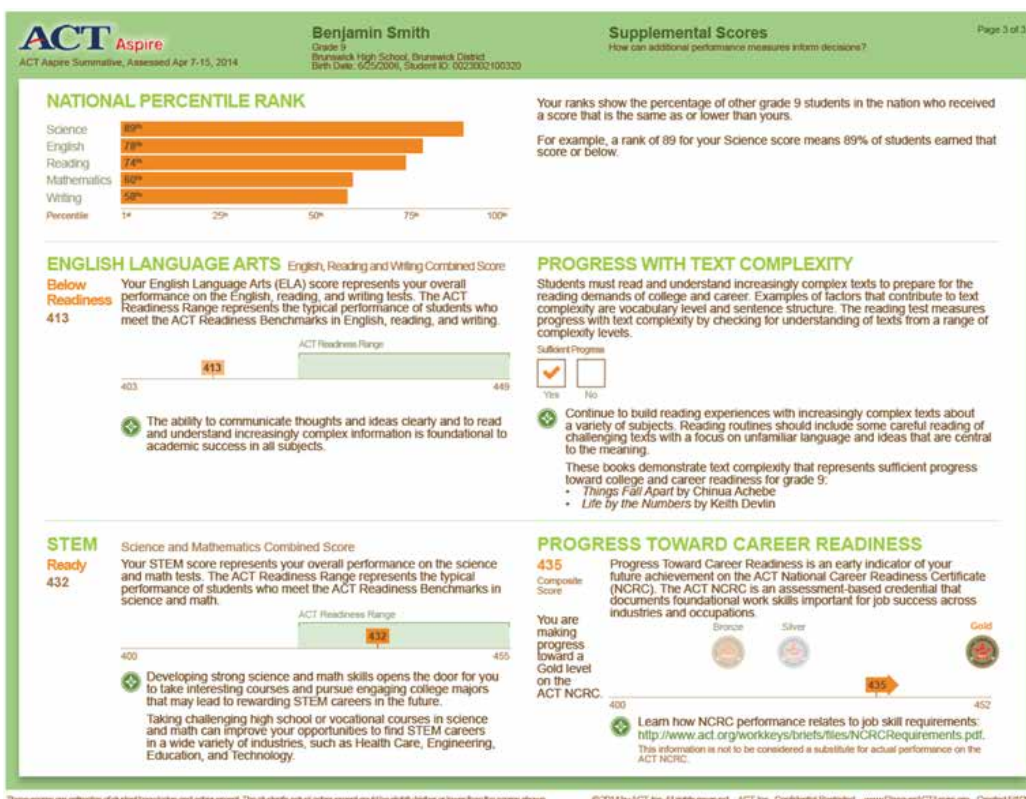 ACT Aspire
ACT Aspire Summative, Assessed Apr 7-15, 2014
Benjamin Smith
Grade 9
Brunswick High School, Brunswick District
Birth Date: 6/25/2006, Student ID: 0023002100320
Supplemental Scores
How can additional performance measures inform decisions?
Page 3 of 3
NATIONAL PERCENTILE RANK
Science 89th
English 78th
Reading 74th
Mathematics 60th
Writing 58th
Percentile 1st 25th 50th 75th 100th
Your ranks show the percentage of other grade 9 students in the nation who received
a score that is the same as or lower than yours.
For example, a rank of 89 for your Science score means 89% of students earned that
score or below.
ENGLISH LANGUAGE ARTS English, Reading and Writing Combined Score
Below
Readiness
413
Your English Language Arts (ELA) score represents your overall
performance on the English, reading, and writing tests. The ACT
Readiness Range represents the typical performance of students who
meet the ACT Readiness Benchmarks in English, reading, and writing.
ACT Readiness Range
413
403 449
The ability to communicate thoughts and ideas clearly and to read
and understand increasingly complex information is foundational to
academic success in all subjects.
PROGRESS WITH TEXT COMPLEXITY
Students must read and understand increasingly complex texts to prepare for the
reading demands of college and career. Examples of factors that contribute to text
complexity are vocabulary level and sentence structure. The reading test measures
progress with text complexity by checking for understanding of texts from a range of
complexity levels.
Sufficient Progress
Yes No
Continue to build reading experiences with increasingly complex texts about
a variety of subjects. Reading routines should include some careful reading of
challenging texts with a focus on unfamiliar language and ideas that are central
to the meaning.
These books demonstrate text complexity that represents sufficient progress
toward college and career readiness for grade 9:
• Things Fall Apart by Chinua Achebe
• Life by the Numbers by Keith Devlin
STEM Science and Mathematics Combined Score
Ready
432
Your STEM score represents your overall performance on the science
and math tests. The ACT Readiness Range represents the typical
performance of students who meet the ACT Readiness Benchmarks in
science and math.
ACT Readiness Range
432
400 455
Developing strong science and math skills opens the door for you
to take interesting courses and pursue engaging college majors
that may lead to rewarding STEM careers in the future.
Taking challenging high school or vocational courses in science
and math can improve your opportunities to find STEM careers
in a wide variety of industries, such as Health Care, Engineering,
Education, and Technology.
PROGRESS TOWARD CAREER READINESS
435
Composite
Score
You are
making
progress
toward a
Gold level
on the
ACT NCRC.
Progress Toward Career Readiness is an early indicator of your
future achievement on the ACT National Career Readiness Certificate
(NCRC). The ACT NCRC is an assessment-based credential that
documents foundational work skills important for job success across
industries and occupations.
Bronze Silver Gold
435
400 452
Learn how NCRC performance relates to job skill requirements:
http://www.act.org/workkeys/briefs/files/NCRCRequirements.pdf.
This information is not to be considered a substitute for actual performance on the
ACT NCRC.